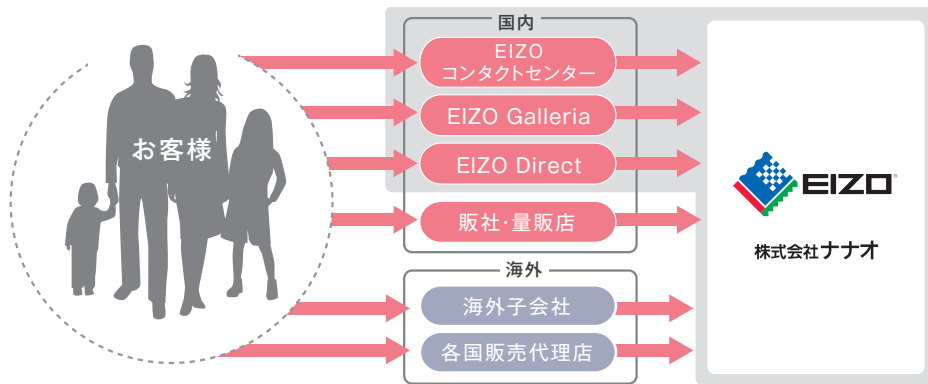 お客様
国内
EIZO
コンタクトセンター
EIZO Galleria
EIZO Direct
販社・量販店
海外
海外子会社
各国販売代理店
EIZO®
株式会社ナナオ